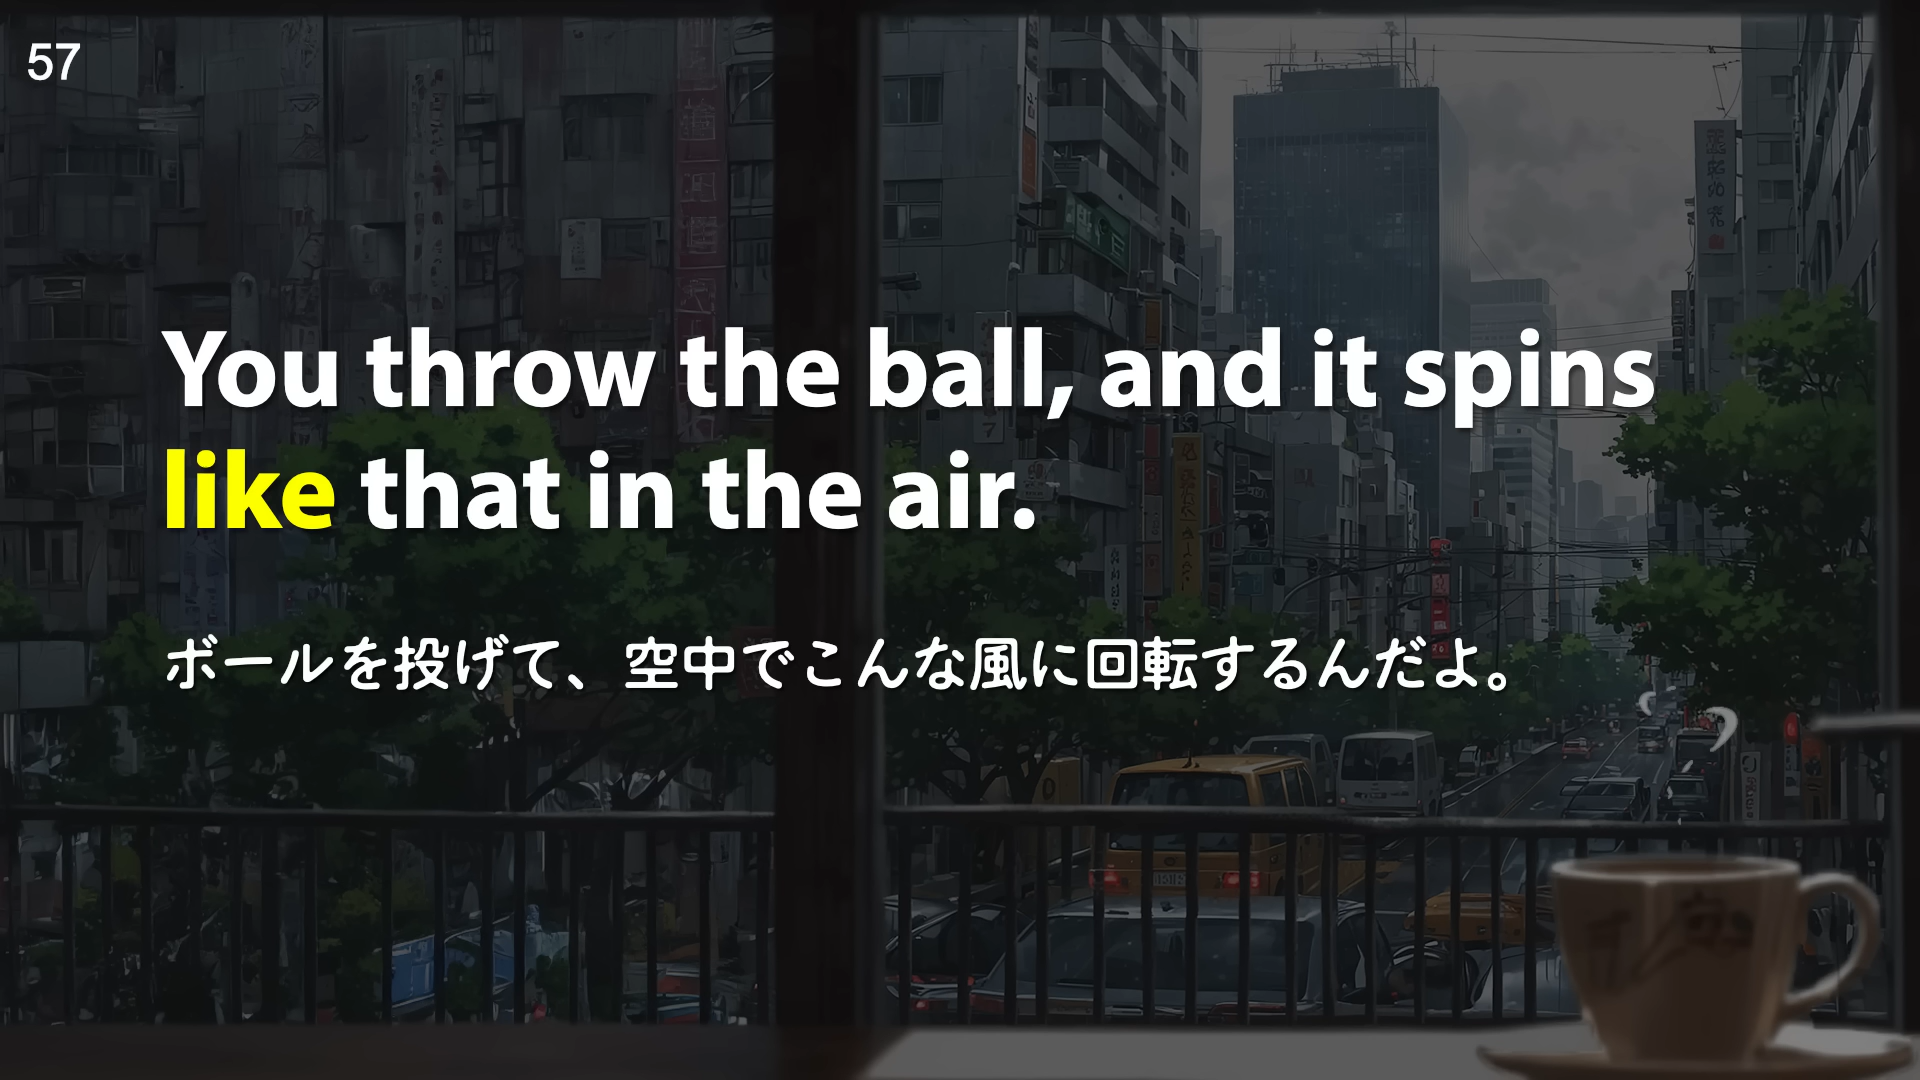 57
You throw the ball, and it spins
like that in the air.
ボールを投げて、空中でこんな風に回転するんだよ。